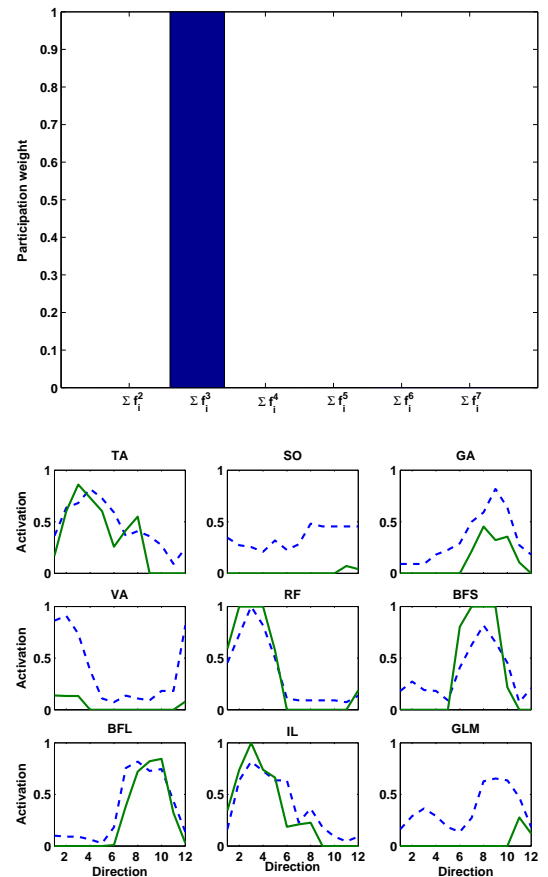 1
0.9
0.8
0.7
0.6
0.5
0.4
0.3
0.2
0.1
0
Participation weight
Σ f_i^2 Σ f_i^3 Σ f_i^4 Σ f_i^5 Σ f_i^6 Σ f_i^7
TA SO GA
1 1 1
Activation
0.5 0.5 0.5
0 0 0
VA RF BFS
1 1 1
Activation
0.5 0.5 0.5
0 0 0
BFL IL GLM
1 1 1
Activation
0.5 0.5 0.5
0 0 0
2 4 6 8 10 12 2 4 6 8 10 12 2 4 6 8 10 12
Direction Direction Direction